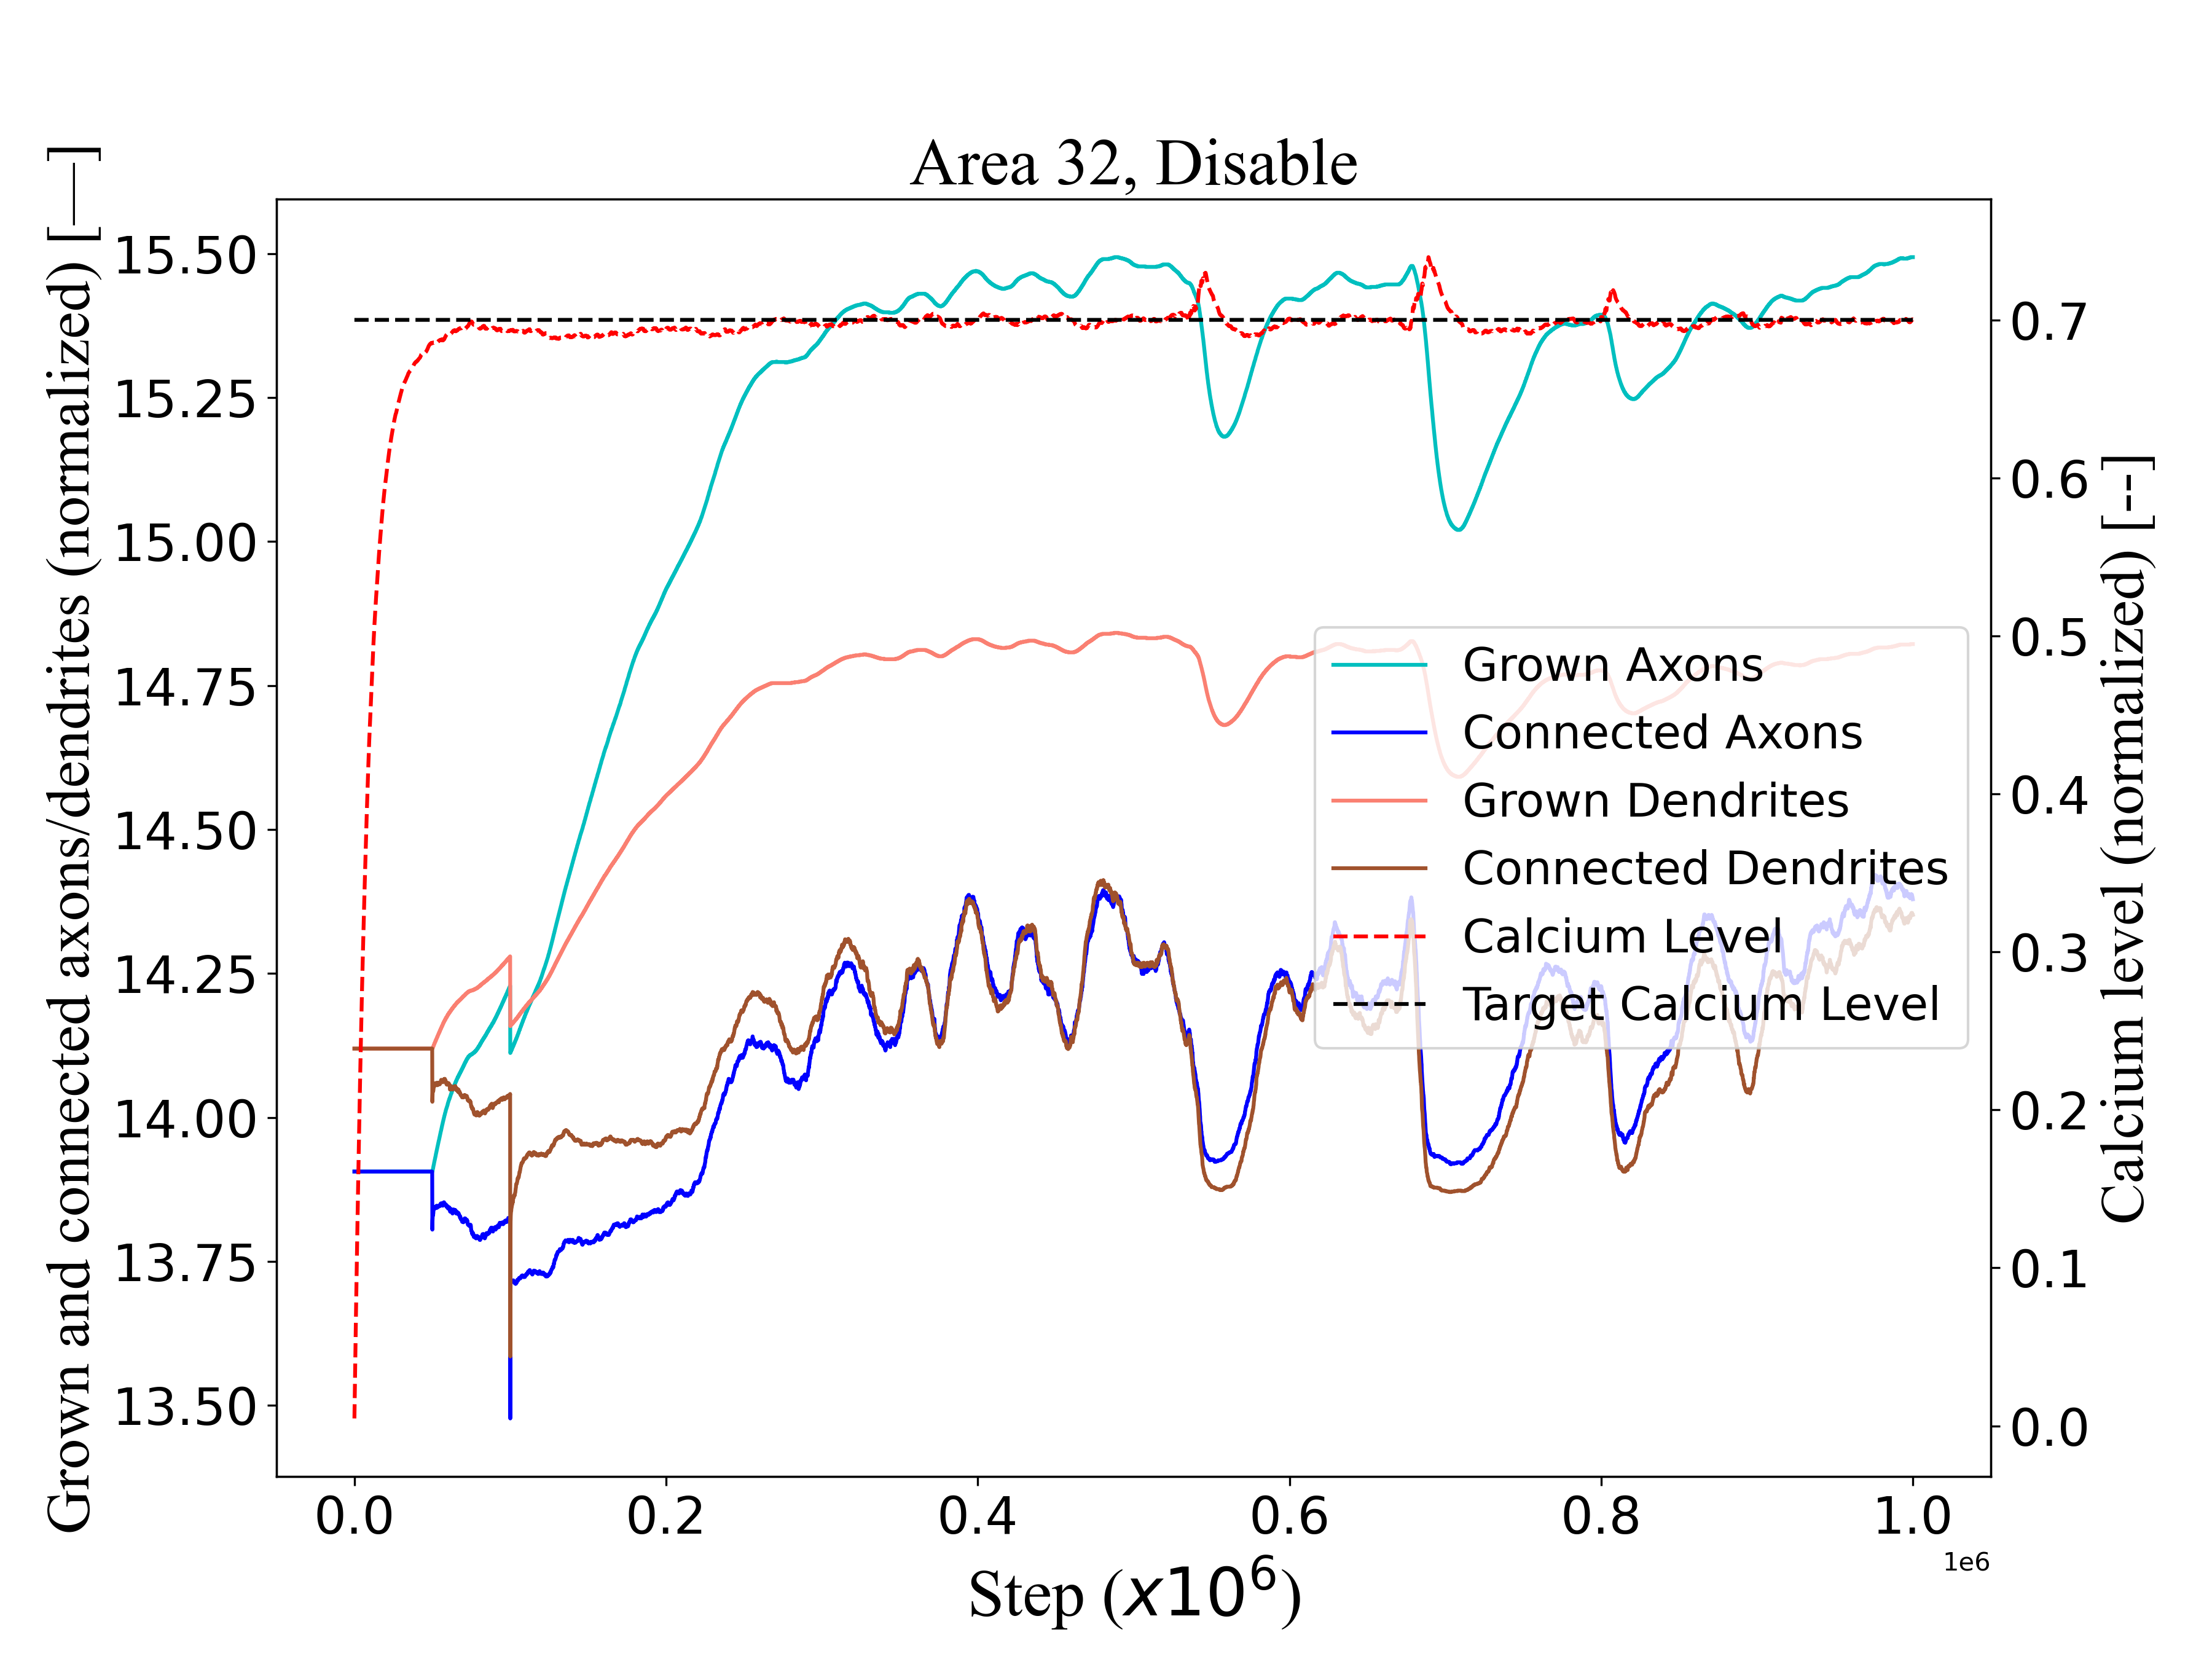 Area 32, Disable
Grown and connected axons/dendrites (normalized) [—]
15.50
15.25
15.00
14.75
14.50
14.25
14.00
13.75
13.50
Grown Axons
Connected Axons
Grown Dendrites
Connected Dendrites
Calcium Level
Target Calcium Level
0.7
0.6
0.5
0.4
0.3
0.2
0.1
0.0
Calcium level (normalized) [--]
0.0 0.2 0.4 0.6 0.8 1.0
1e6
Step (x10⁶)